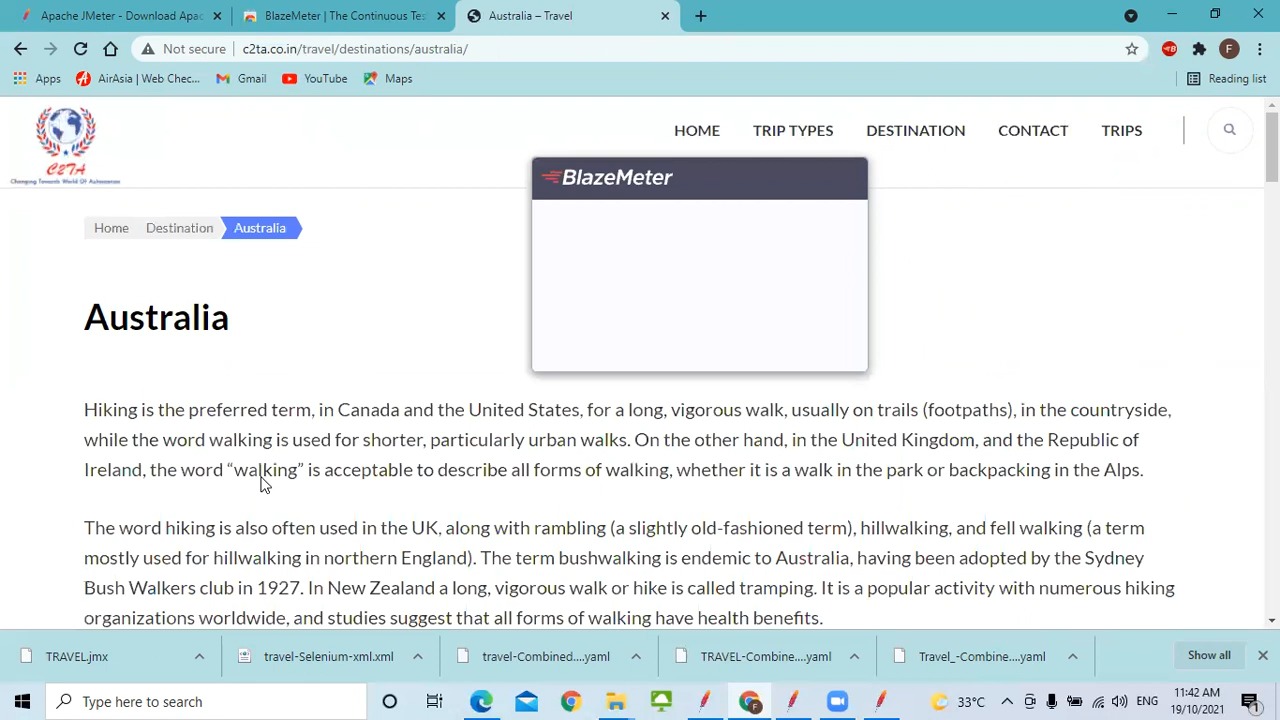 Apache JMeter - Download Apac
BlazeMeter | The Continuous Tes
Australia – Travel
Not secure
c2ta.co.in/travel/destinations/australia/
F
Apps
AirAsia | Web Chec...
Gmail
YouTube
Maps
Reading list
C2TA
Changing Towards World Of Automation
HOME
TRIP TYPES
DESTINATION
CONTACT
TRIPS
BlazeMeter
Home
Destination
Australia
Australia
Hiking is the preferred term, in Canada and the United States, for a long, vigorous walk, usually on trails (footpaths), in the countryside,
while the word walking is used for shorter, particularly urban walks. On the other hand, in the United Kingdom, and the Republic of
Ireland, the word “walking” is acceptable to describe all forms of walking, whether it is a walk in the park or backpacking in the Alps.
The word hiking is also often used in the UK, along with rambling (a slightly old-fashioned term), hillwalking, and fell walking (a term
mostly used for hillwalking in northern England). The term bushwalking is endemic to Australia, having been adopted by the Sydney
Bush Walkers club in 1927. In New Zealand a long, vigorous walk or hike is called tramping. It is a popular activity with numerous hiking
organizations worldwide, and studies suggest that all forms of walking have health benefits.
TRAVEL.jmx
travel-Selenium-xml.xml
travel-Combined....yaml
TRAVEL-Combine....yaml
Travel_-Combine....yaml
Show all
Type here to search
33°C
ENG
11:42 AM
19/10/2021